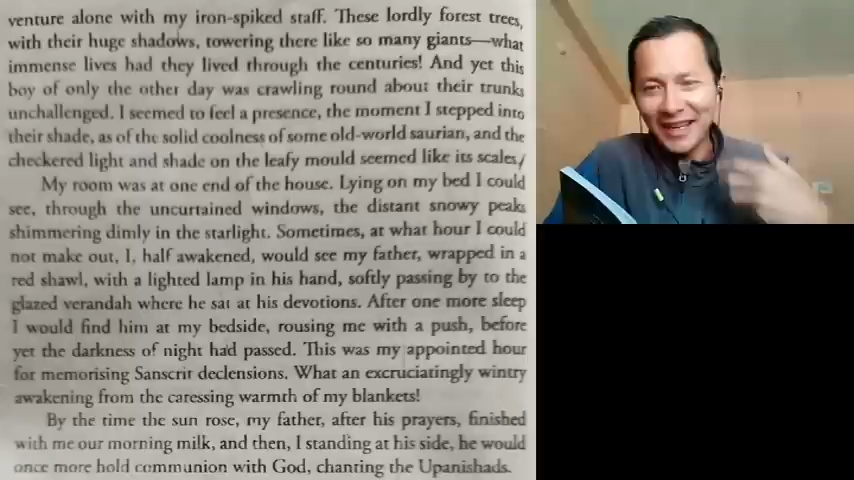 venture alone with my iron-spiked staff. These lordly forest trees,
with their huge shadows, towering there like so many giants—what
immense lives had they lived through the centuries! And yet this
boy of only the other day was crawling round about their trunks
unchallenged. I seemed to feel a presence, the moment I stepped into
their shade, as of the solid coolness of some old-world saurian, and the
checkered light and shade on the leafy mould seemed like its scales/
My room was at one end of the house. Lying on my bed I could
see, through the uncurtained windows, the distant snowy peaks
shimmering dimly in the starlight. Sometimes, at what hour I could
not make out, I, half awakened, would see my father, wrapped in a
red shawl, with a lighted lamp in his hand, softly passing by to the
glazed verandah where he sat at his devotions. After one more sleep
I would find him at my bedside, rousing me with a push, before
yet the darkness of night had passed. This was my appointed hour
for memorising Sanscrit declensions. What an excruciatingly wintry
awakening from the caressing warmth of my blankets!
By the time the sun rose, my father, after his prayers, finished
with me our morning milk, and then, I standing at his side, he would
once more hold communion with God, chanting the Upanishads.